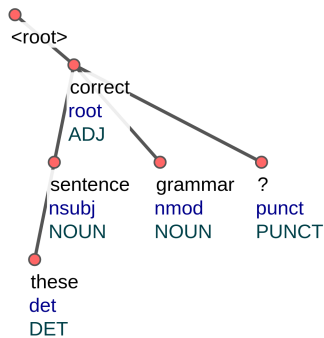 <root>
correct
root
ADJ
sentence grammar ?
nsubj nmod punct
NOUN NOUN PUNCT
these
det
DET